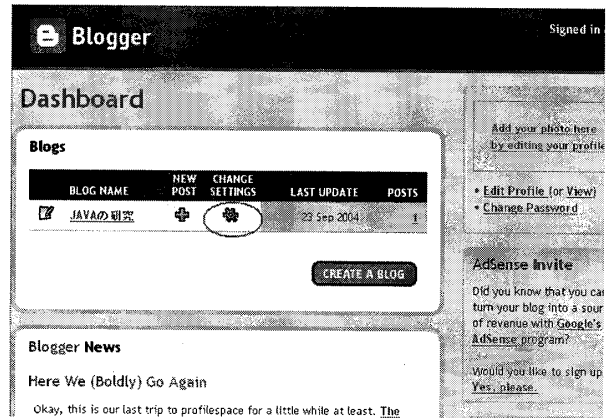 Blogger
Signed in
Dashboard
Blogs
BLOG NAME NEW POST CHANGE SETTINGS LAST UPDATE POSTS
JAVAの研究 23 Sep 2004 1
CREATE A BLOG
Blogger News
Here We (Boldly) Go Again
Okay, this is our last trip to profilespace for a little while at least. The
Add your photo here
by editing your profile
• Edit Profile (or View)
• Change Password
AdSense Invite
Did you know that you can
turn your blog into a sour
of revenue with Google's
AdSense program?
Would you like to sign up
Yes, please.